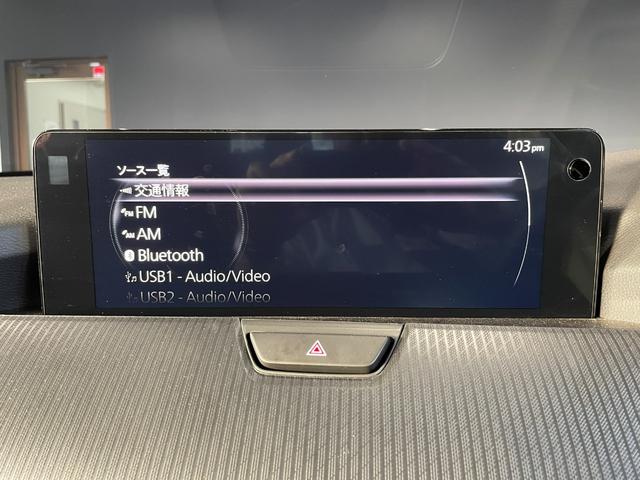 4:03pm
ソース一覧
交通情報
FM
AM
Bluetooth
USB1 - Audio/Video
USB2 - Audio/Video